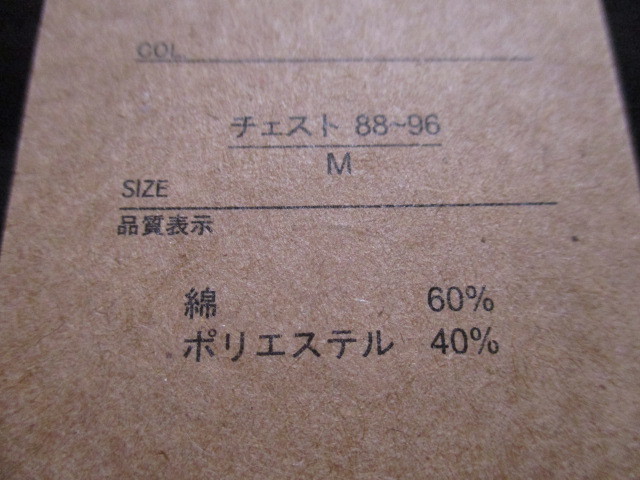 COL
チェスト 88~96
M
SIZE
品質表示
綿 60%
ポリエステル 40%